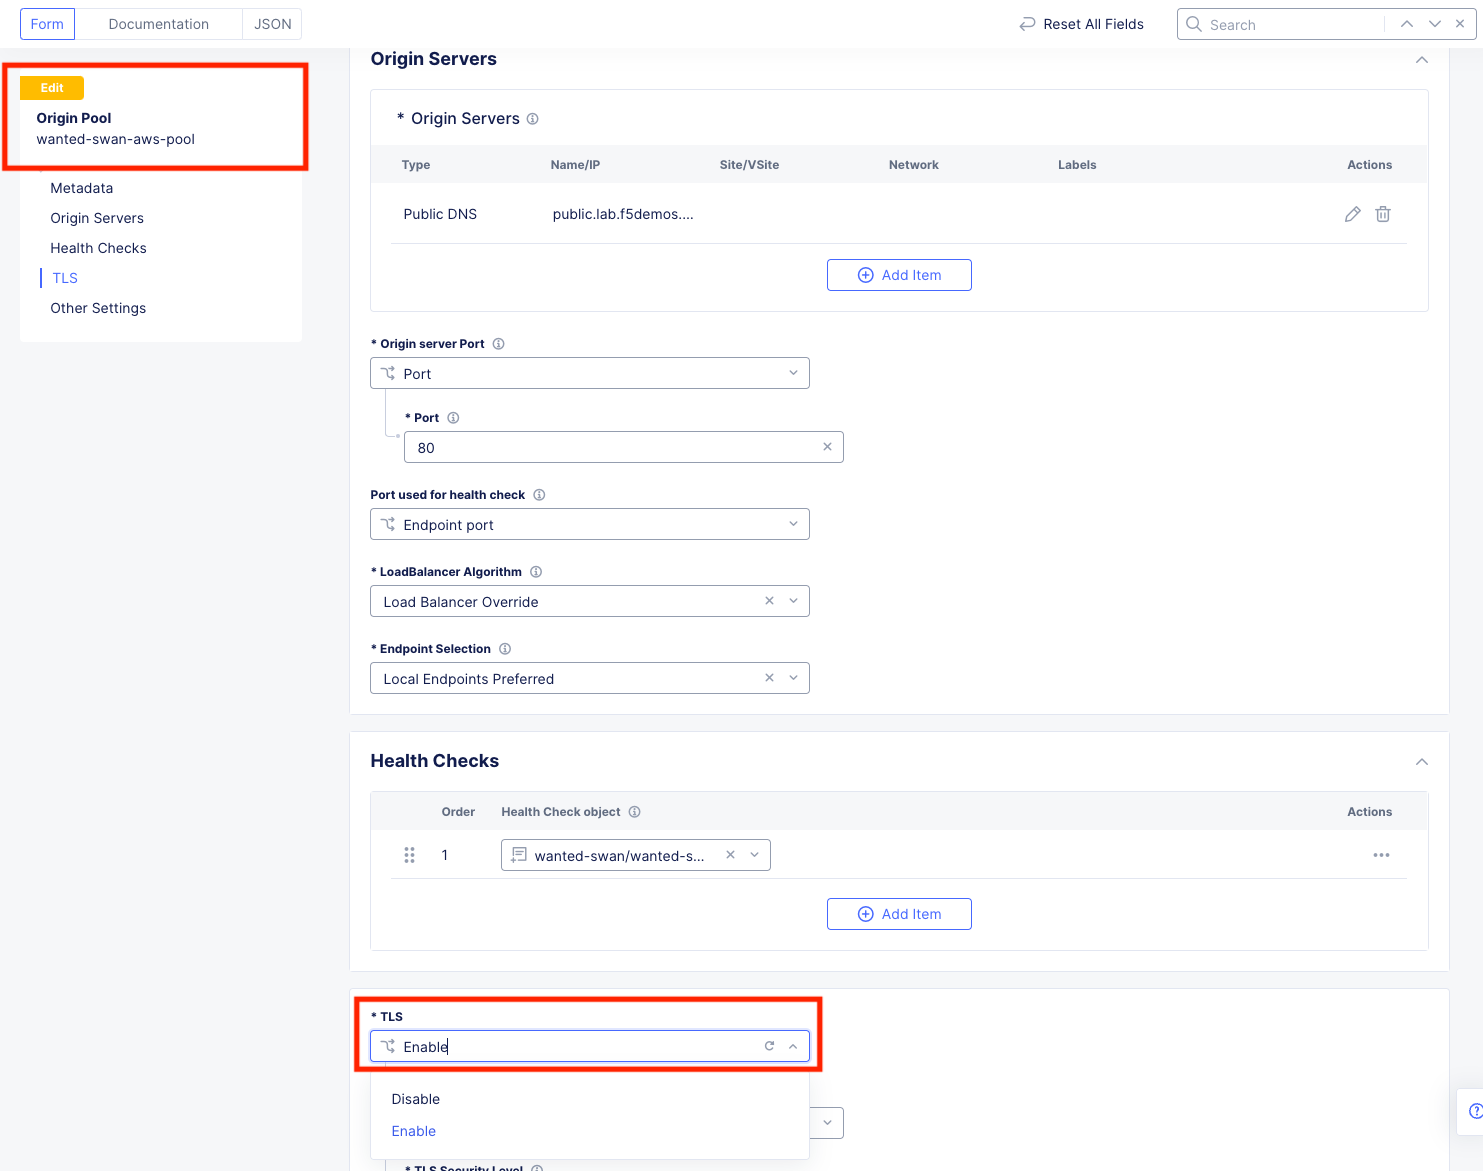 Form Documentation JSON
Reset All Fields
Search
Edit
Origin Pool
wanted-swan-aws-pool
Metadata
Origin Servers
Health Checks
TLS
Other Settings
Origin Servers
* Origin Servers
Type Name/IP Site/VSite Network Labels Actions
Public DNS public.lab.f5demos....
Add Item
* Origin server Port
Port
* Port
80
Port used for health check
Endpoint port
* LoadBalancer Algorithm
Load Balancer Override
* Endpoint Selection
Local Endpoints Preferred
Health Checks
Order Health Check object Actions
1 wanted-swan/wanted-s...
Add Item
* TLS
Enable
Disable
Enable
* TLS Security Level